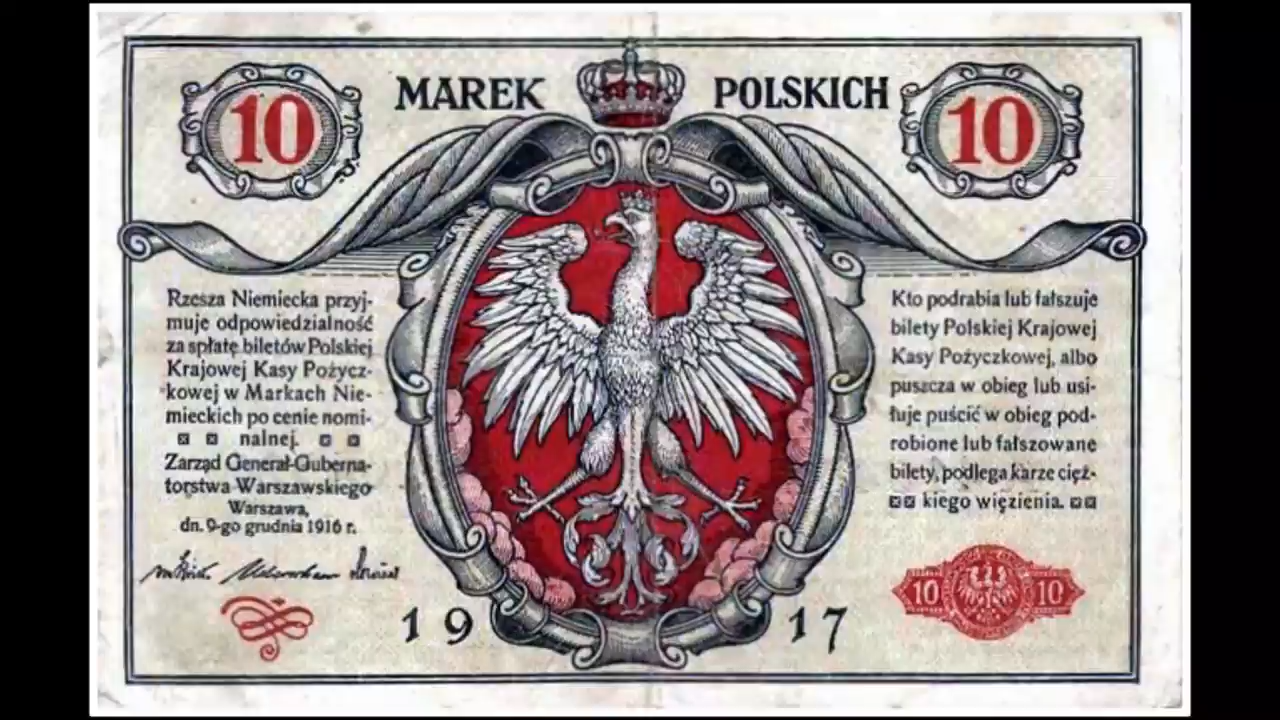 10 MAREK POLSKICH 10
Rzesza Niemiecka przyj-
muje odpowiedzialność
za spłatę biletów Polskiej
Krajowej Kasy Pożycz-
kowej w Markach Nie-
mieckich po cenie nomi-
nalnej.
Zarząd Generał-Guberna-
torstwa Warszawskiego
Warszawa,
dn. 9-go grudnia 1916 r.
Kto podrabia lub fałszuje
bilety Polskiej Krajowej
Kasy Pożyczkowej, albo
puszcza w obieg lub usi-
łuje puścić w obieg pod-
robione lub fałszowane
bilety, podlega karze cięż-
kiego więzienia.
10 10
1917